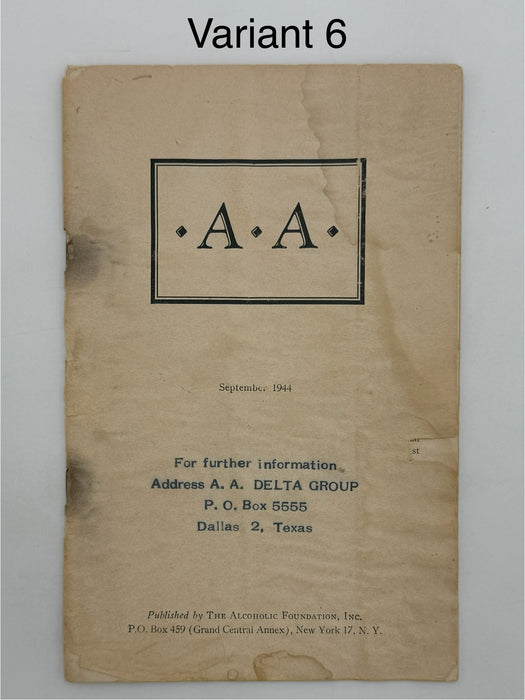 Variant 6
·A·A·
September 1944
st
For further information
Address A. A. DELTA GROUP
P. O. Box 5555
Dallas 2, Texas
Published by THE ALCOHOLIC FOUNDATION, INC.
P.O. Box 459 (Grand Central Annex), New York 17, N. Y.